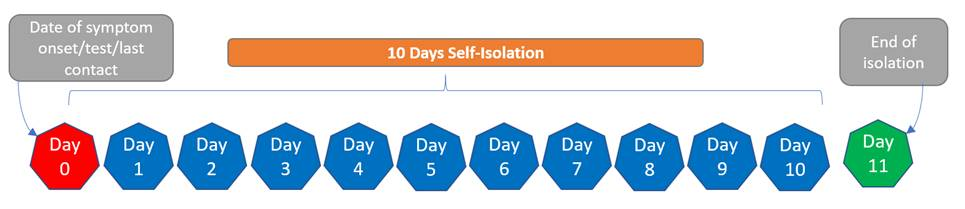 Date of symptom
onset/test/last
contact
10 Days Self-Isolation
End of
isolation
Day
0
Day
1
Day
2
Day
3
Day
4
Day
5
Day
6
Day
7
Day
8
Day
9
Day
10
Day
11